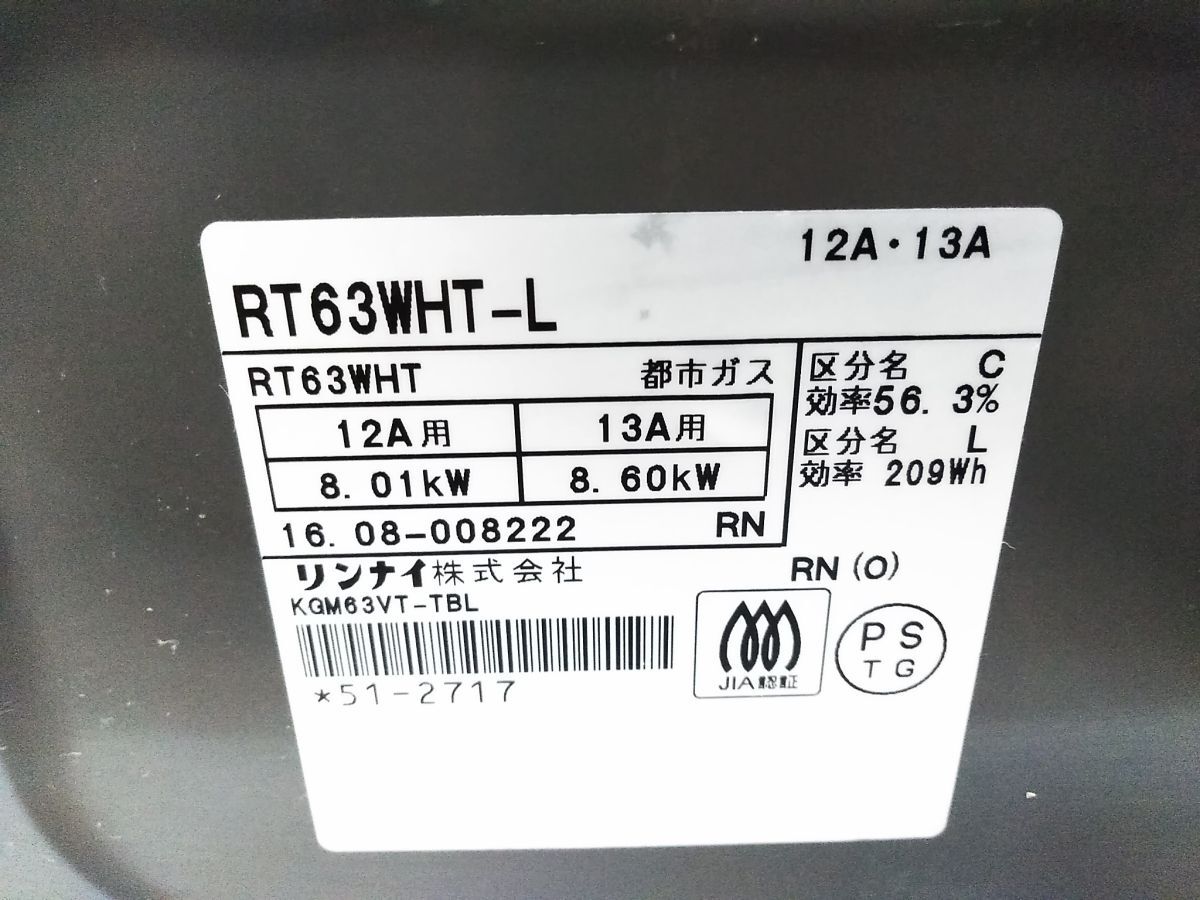 12A・13A
RT63WHT-L
RT63WHT 都市ガス
12A用 13A用
8.01kW 8.60kW
16.08-008222 RN
区分名 C
効率56.3%
区分名 L
効率 209Wh
リンナイ株式会社
RN(O)
KGM63VT-TBL
*51-2717
JIA認証
PS
TG